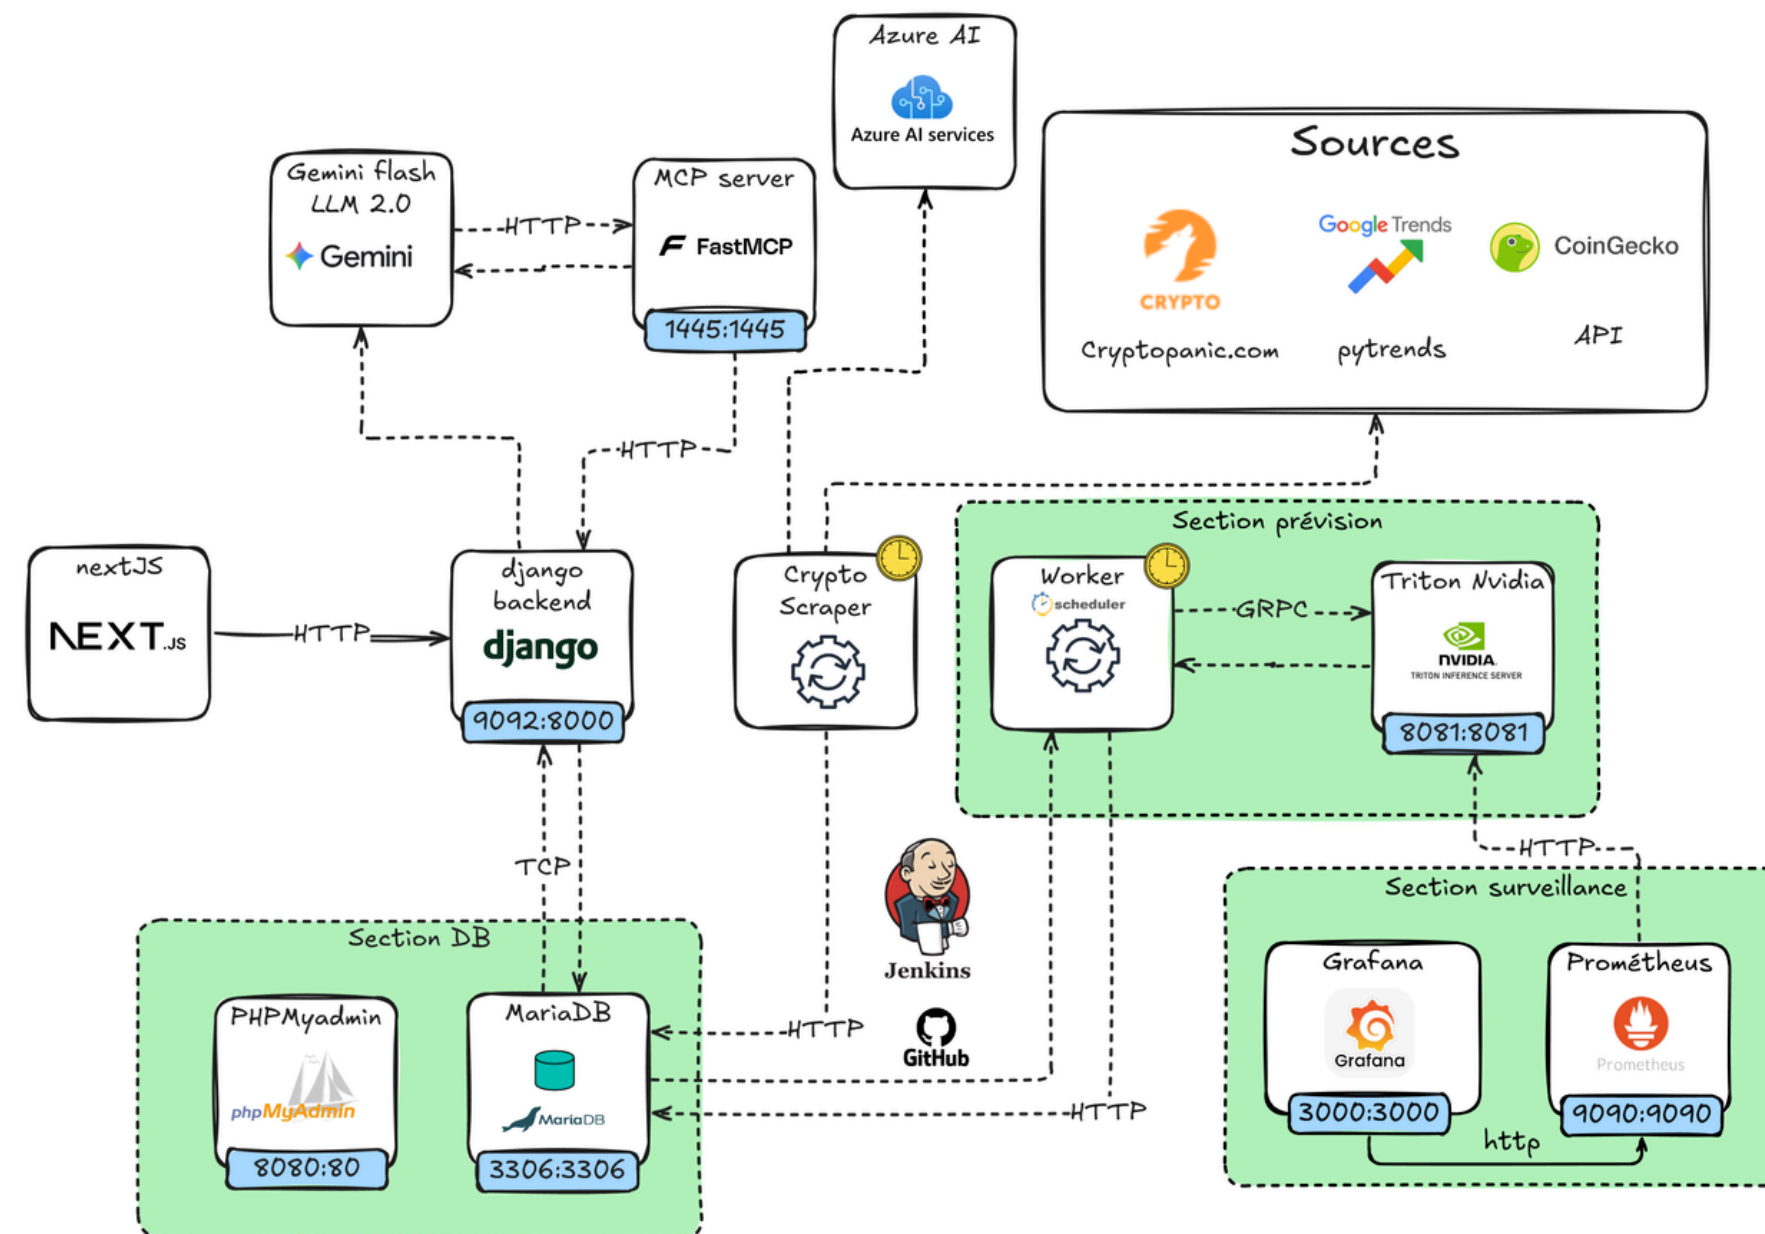 Azure AI
Azure AI services
Sources
Google Trends
CoinGecko
CRYPTO
Cryptopanic.com
pytrends
API
Gemini flash
LLM 2.0
Gemini
HTTP
MCP server
FastMCP
1445:1445
HTTP
nextJS
NEXT.JS
HTTP
django
backend
django
9092:8000
Crypto
Scraper
Section prévision
Worker
scheduler
GRPC
Triton Nvidia
NVIDIA.
TRITON INFERENCE SERVER
8081:8081
HTTP
TCP
Section DB
PHPMyadmin
phpMyAdmin
8080:80
MariaDB
MariaDB
3306:3306
HTTP
HTTP
Jenkins
GitHub
Section surveillance
Grafana
Grafana
3000:3000
http
Prométheus
Prometheus
9090:9090